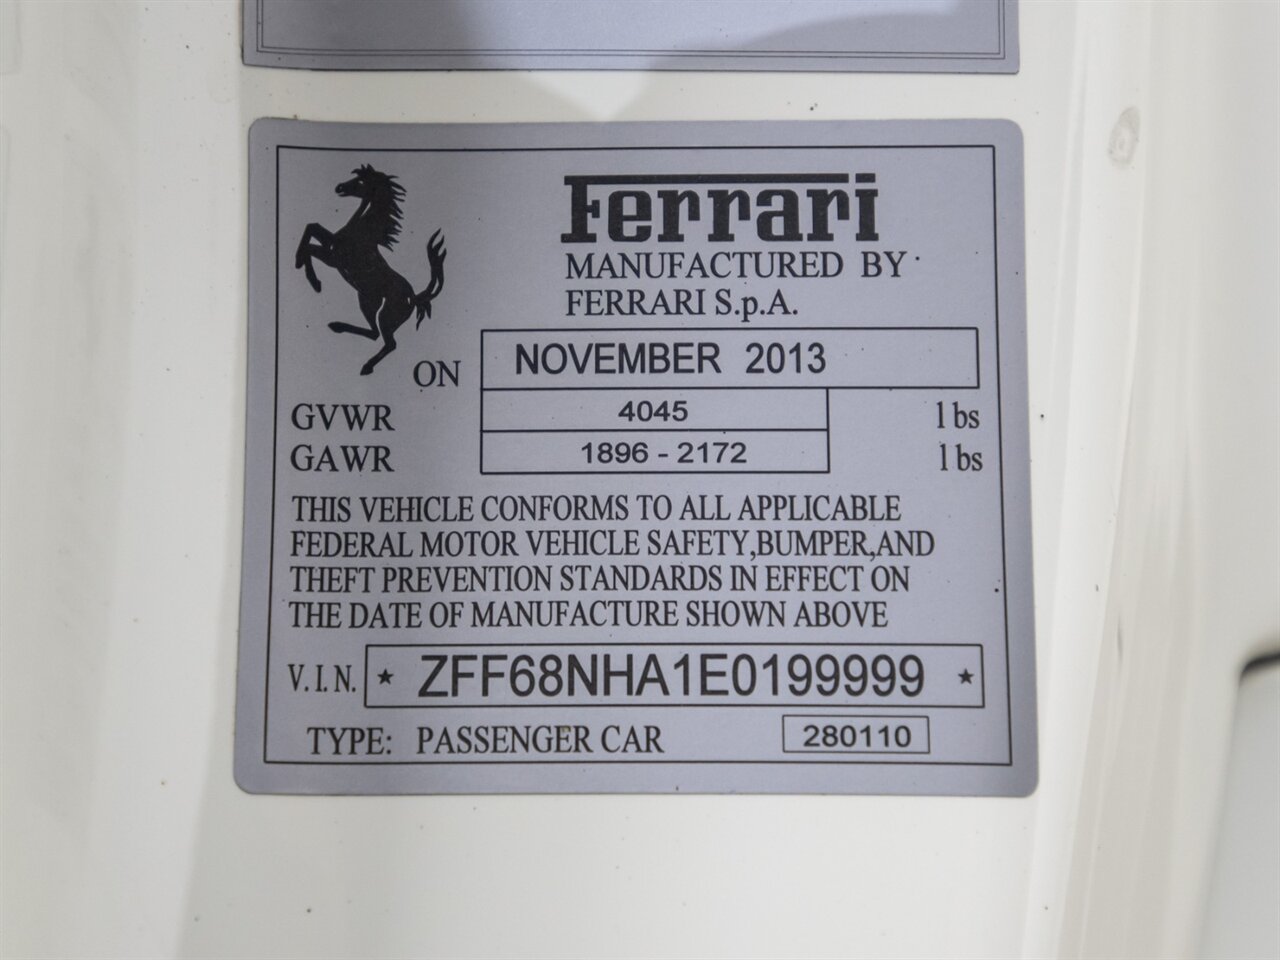 Ferrari
MANUFACTURED BY
FERRARI S.p.A.
ON NOVEMBER 2013
GVWR 4045 lbs
GAWR 1896 - 2172 lbs
THIS VEHICLE CONFORMS TO ALL APPLICABLE
FEDERAL MOTOR VEHICLE SAFETY,BUMPER,AND
THEFT PREVENTION STANDARDS IN EFFECT ON
THE DATE OF MANUFACTURE SHOWN ABOVE
V.I.N. ★ ZFF68NHA1E0199999 ★
TYPE: PASSENGER CAR 280110